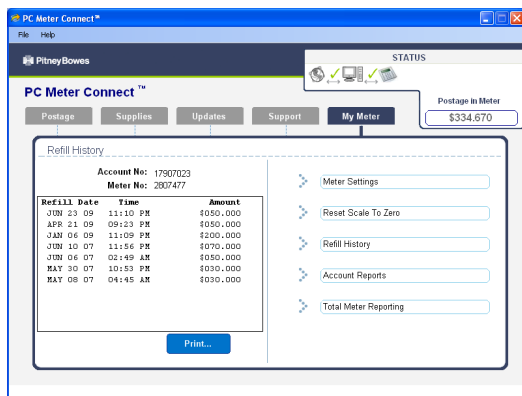 PC Meter Connect™
File Help
PitneyBowes
STATUS
PC Meter Connect ™
Postage in Meter
$334.670
Postage Supplies Updates Support My Meter
Refill History
Account No: 17907023
Meter No: 2807477
Refill Date Time Amount
JUN 23 09 11:10 PM $050.000
APR 21 09 09:23 PM $050.000
JAN 06 09 11:09 PM $200.000
JUN 10 07 11:56 PM $070.000
JUN 06 07 02:49 AM $050.000
MAY 30 07 10:53 PM $030.000
MAY 08 07 04:45 AM $030.000
Print...
Meter Settings
Reset Scale To Zero
Refill History
Account Reports
Total Meter Reporting